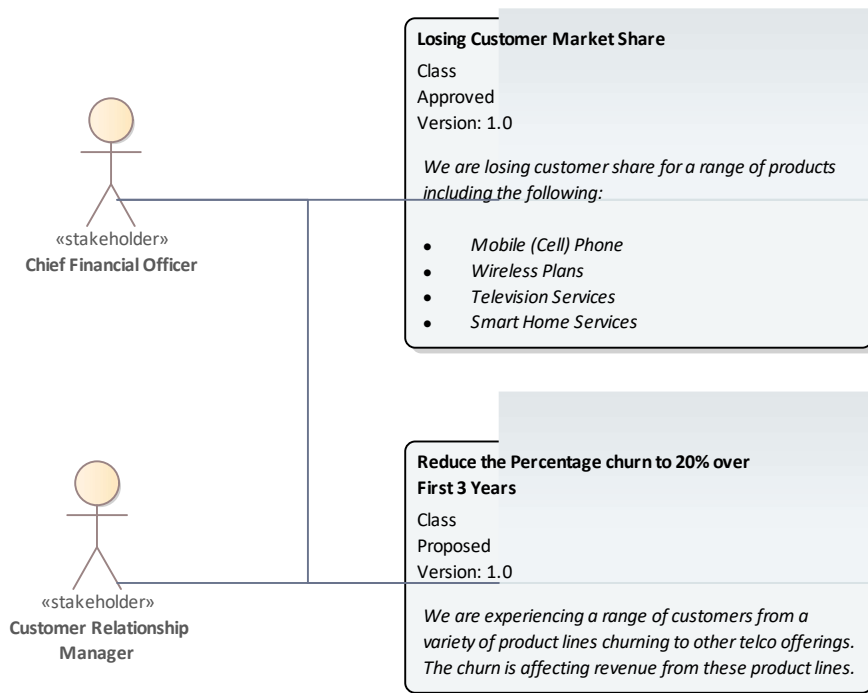 Losing Customer Market Share
Class
Approved
Version: 1.0
We are losing customer share for a range of products
including the following:
• Mobile (Cell) Phone
• Wireless Plans
• Television Services
• Smart Home Services
«stakeholder»
Chief Financial Officer
Reduce the Percentage churn to 20% over
First 3 Years
Class
Proposed
Version: 1.0
We are experiencing a range of customers from a
variety of product lines churning to other telco offerings.
The churn is affecting revenue from these product lines.
«stakeholder»
Customer Relationship
Manager